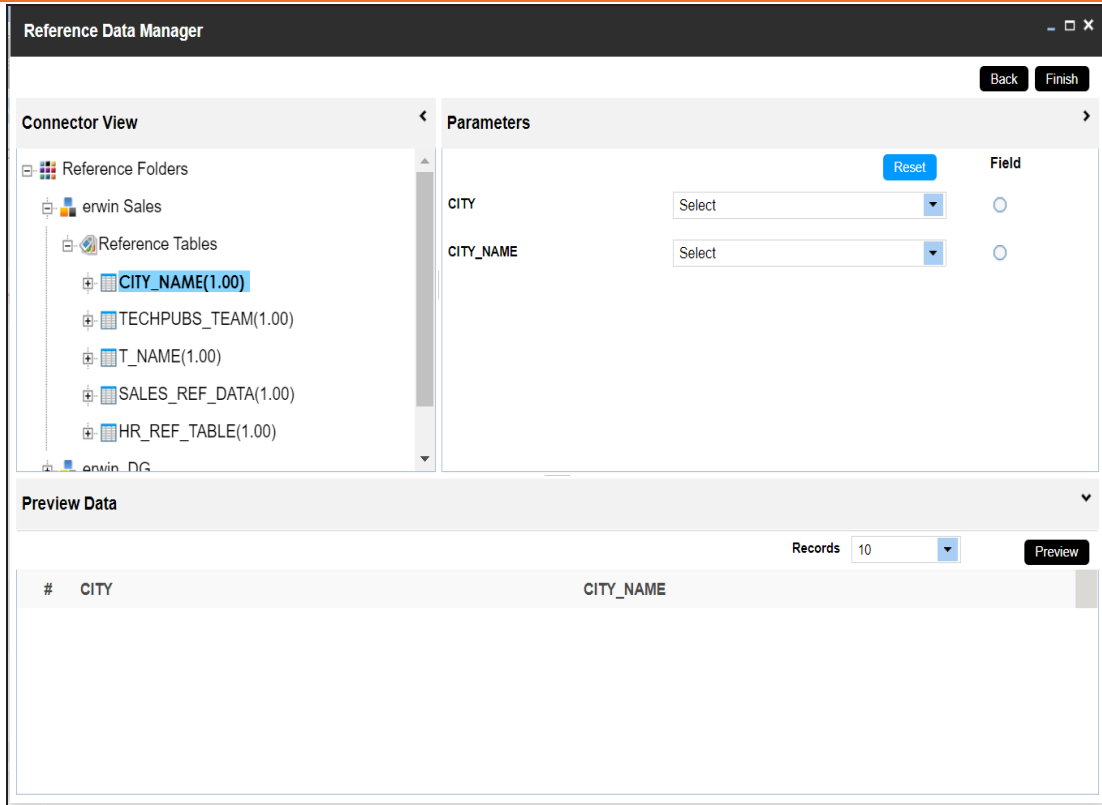 Reference Data Manager
Back Finish
Connector View
Parameters
Reference Folders
erwin Sales
Reference Tables
CITY_NAME(1.00)
TECHPUBS_TEAM(1.00)
T_NAME(1.00)
SALES_REF_DATA(1.00)
HR_REF_TABLE(1.00)
erwin DG
Reset Field
CITY Select
CITY_NAME Select
Preview Data
Records 10 Preview
# CITY CITY_NAME